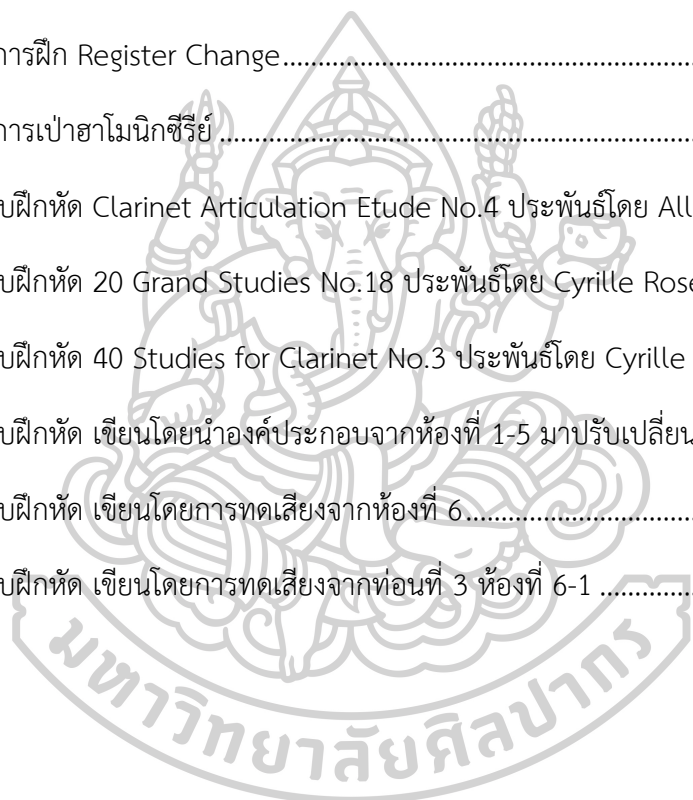 การฝึก Register Change
การเป่าฮาโมนิกซีรีย์
บฝึกหัด Clarinet Articulation Etude No.4 ประพันธ์โดย All
บฝึกหัด 20 Grand Studies No.18 ประพันธ์โดย Cyrille Rose
บฝึกหัด 40 Studies for Clarinet No.3 ประพันธ์โดย Cyrille
บฝึกหัด เขียนโดยนำองค์ประกอบจากห้องที่ 1-5 มาปรับเปลี่ยน
บฝึกหัด เขียนโดยการทดเสียงจากห้องที่ 6
บฝึกหัด เขียนโดยการทดเสียงจากท่อนที่ 3 ห้องที่ 6-1
มหาวิทยาลัยศิลปากร